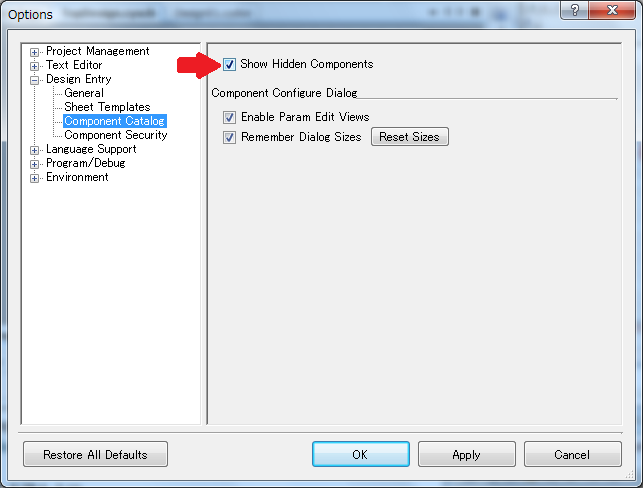 Options
Project Management
Text Editor
Design Entry
General
Sheet Templates
Component Catalog
Component Security
Language Support
Program/Debug
Environment
Show Hidden Components
Component Configure Dialog
Enable Param Edit Views
Remember Dialog Sizes
Reset Sizes
Restore All Defaults
OK
Apply
Cancel